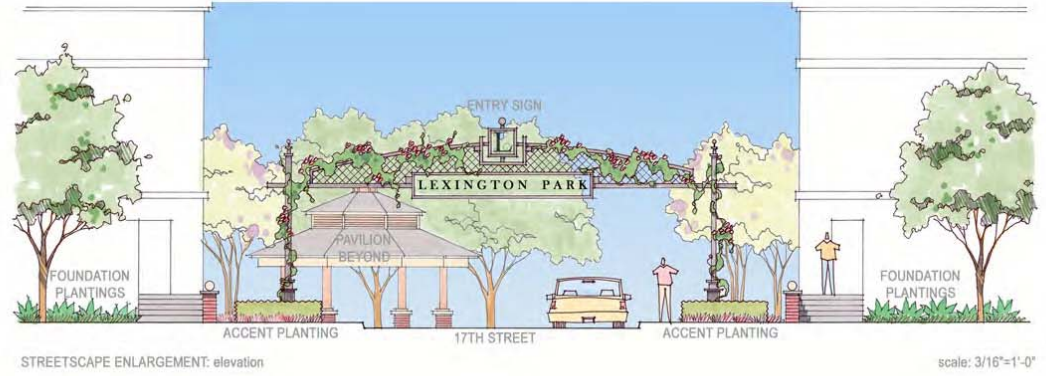 ENTRY SIGN
L
LEXINGTON PARK
PAVILION
BEYOND
FOUNDATION
PLANTINGS
FOUNDATION
PLANTINGS
ACCENT PLANTING
17TH STREET
ACCENT PLANTING
STREETSCAPE ENLARGEMENT: elevation
scale: 3/16"=1'-0"